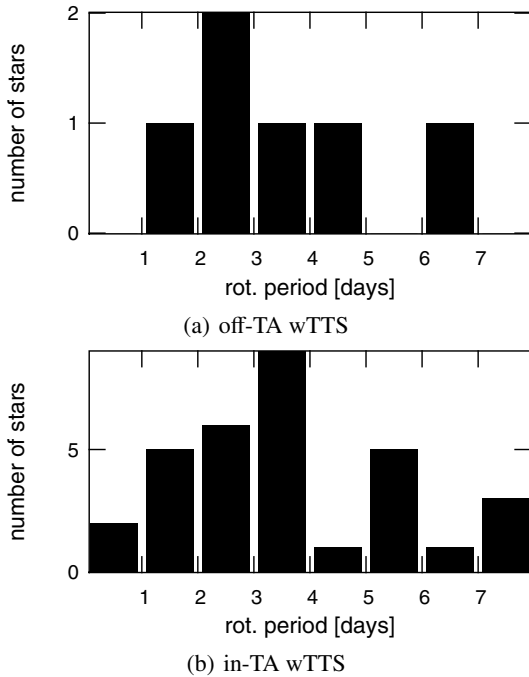 number of stars
2
1
0
1 2 3 4 5 6 7
rot. period [days]
(a) off-TA wTTS
number of stars
5
0
1 2 3 4 5 6 7
rot. period [days]
(b) in-TA wTTS